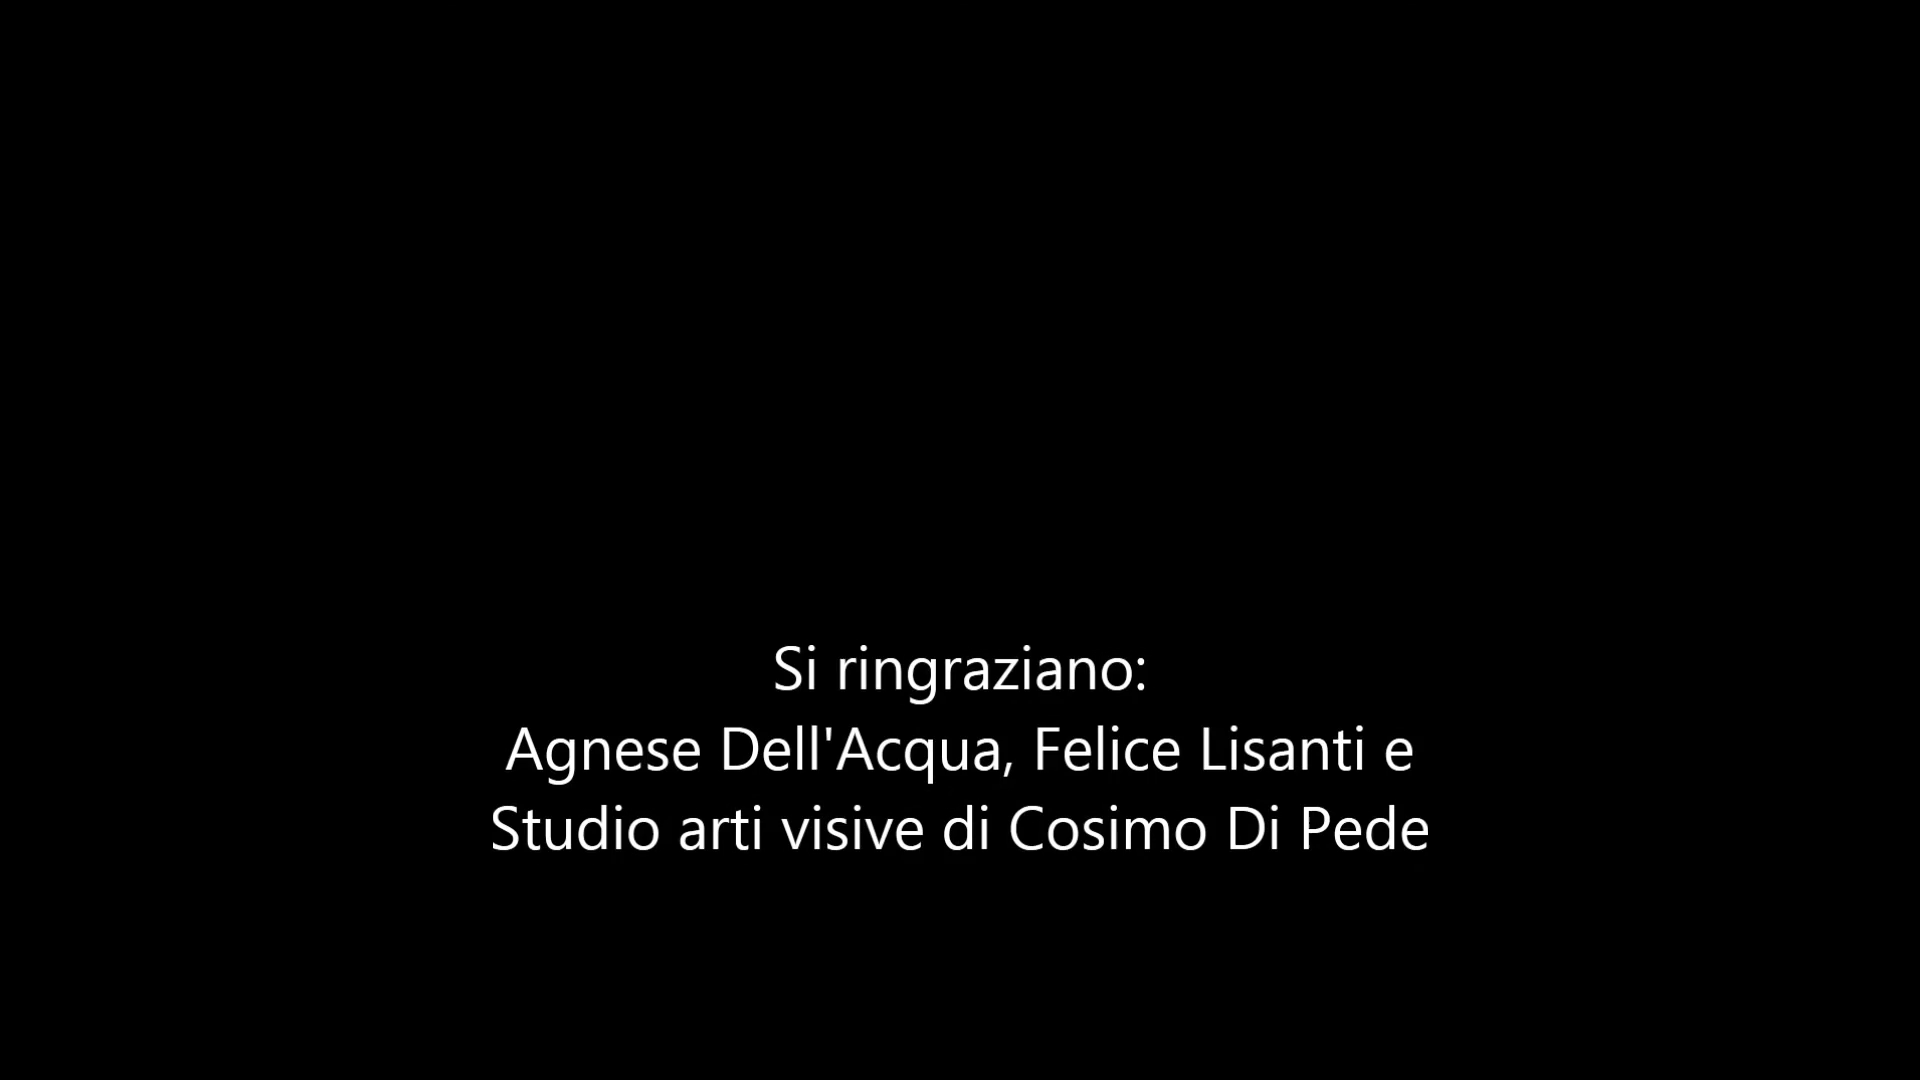 Si ringraziano:
Agnese Dell'Acqua, Felice Lisanti e
Studio arti visive di Cosimo Di Pede